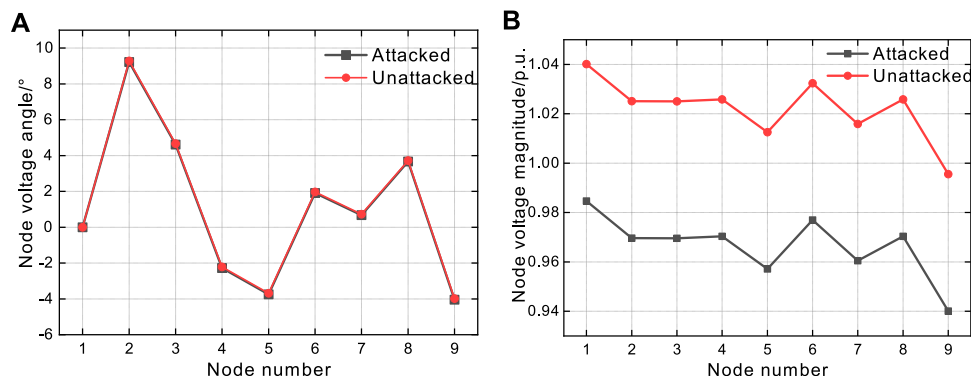 A
Node voltage angle/°
10
8
6
4
2
0
-2
-4
-6
Attacked
Unattacked
1 2 3 4 5 6 7 8 9
Node number
B
Node voltage magnitude/p.u.
1.04
1.02
1.00
0.98
0.96
0.94
Attacked
Unattacked
1 2 3 4 5 6 7 8 9
Node number